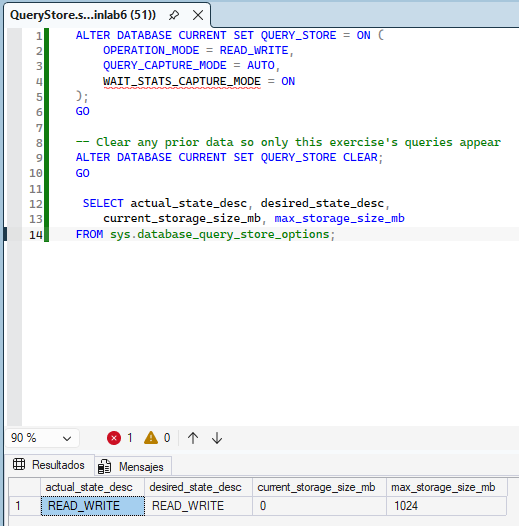 QueryStore.s...inlab6 (51))
1 ALTER DATABASE CURRENT SET QUERY_STORE = ON (
2 OPERATION_MODE = READ_WRITE,
3 QUERY_CAPTURE_MODE = AUTO,
4 WAIT_STATS_CAPTURE_MODE = ON
5 );
6 GO
7
8 -- Clear any prior data so only this exercise's queries appear
9 ALTER DATABASE CURRENT SET QUERY_STORE CLEAR;
10 GO
11
12 SELECT actual_state_desc, desired_state_desc,
13 current_storage_size_mb, max_storage_size_mb
14 FROM sys.database_query_store_options;
90 % 1 0
Resultados Mensajes
actual_state_desc desired_state_desc current_storage_size_mb max_storage_size_mb
1 READ_WRITE READ_WRITE 0 1024